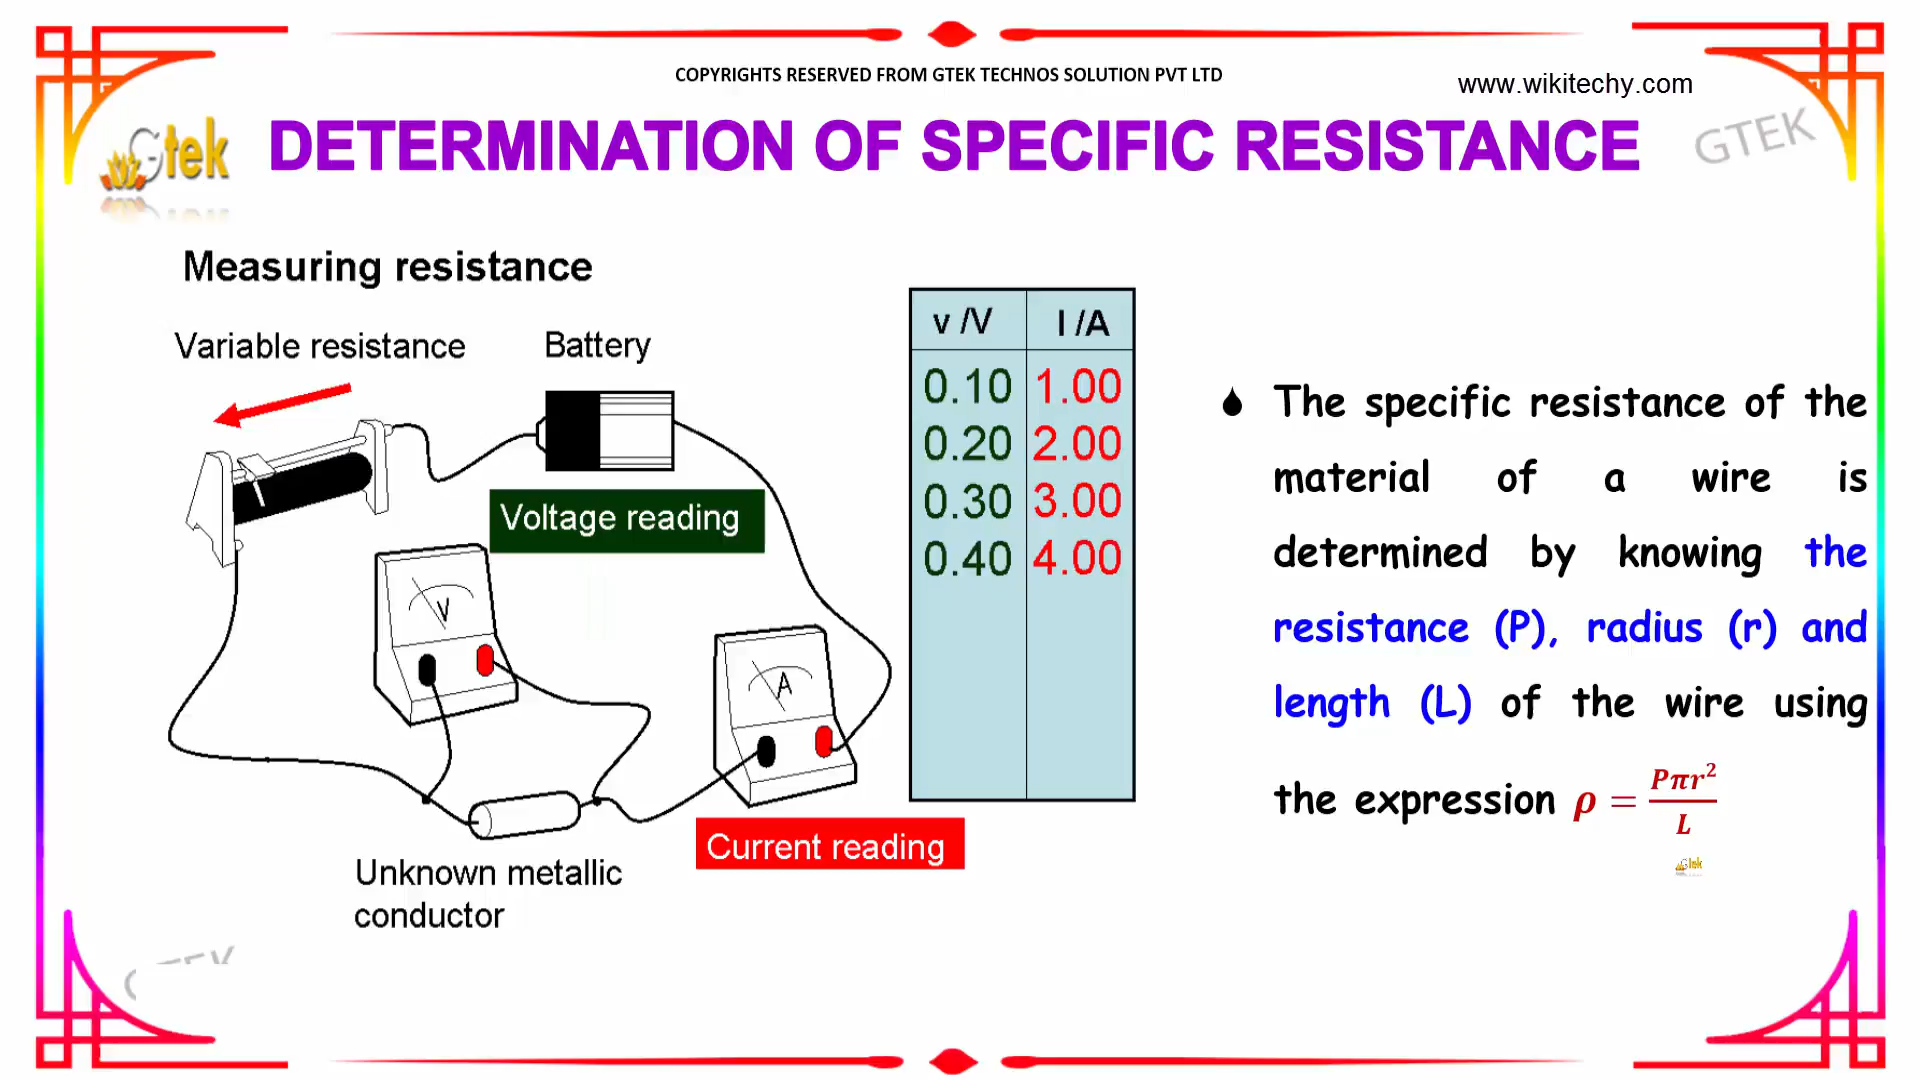 COPYRIGHTS RESERVED FROM GTEK TECHNOS SOLUTION PVT LTD
www.wikitechy.com
Gtek
DETERMINATION OF SPECIFIC RESISTANCE
GTEK
Measuring resistance
Variable resistance
Battery
Voltage reading
V
A
Current reading
Unknown metallic
conductor
v /V I /A
0.10 1.00
0.20 2.00
0.30 3.00
0.40 4.00
The specific resistance of the
material of a wire is
determined by knowing the
resistance (P), radius (r) and
length (L) of the wire using
the expression ρ = Pπr²/L
Gtek